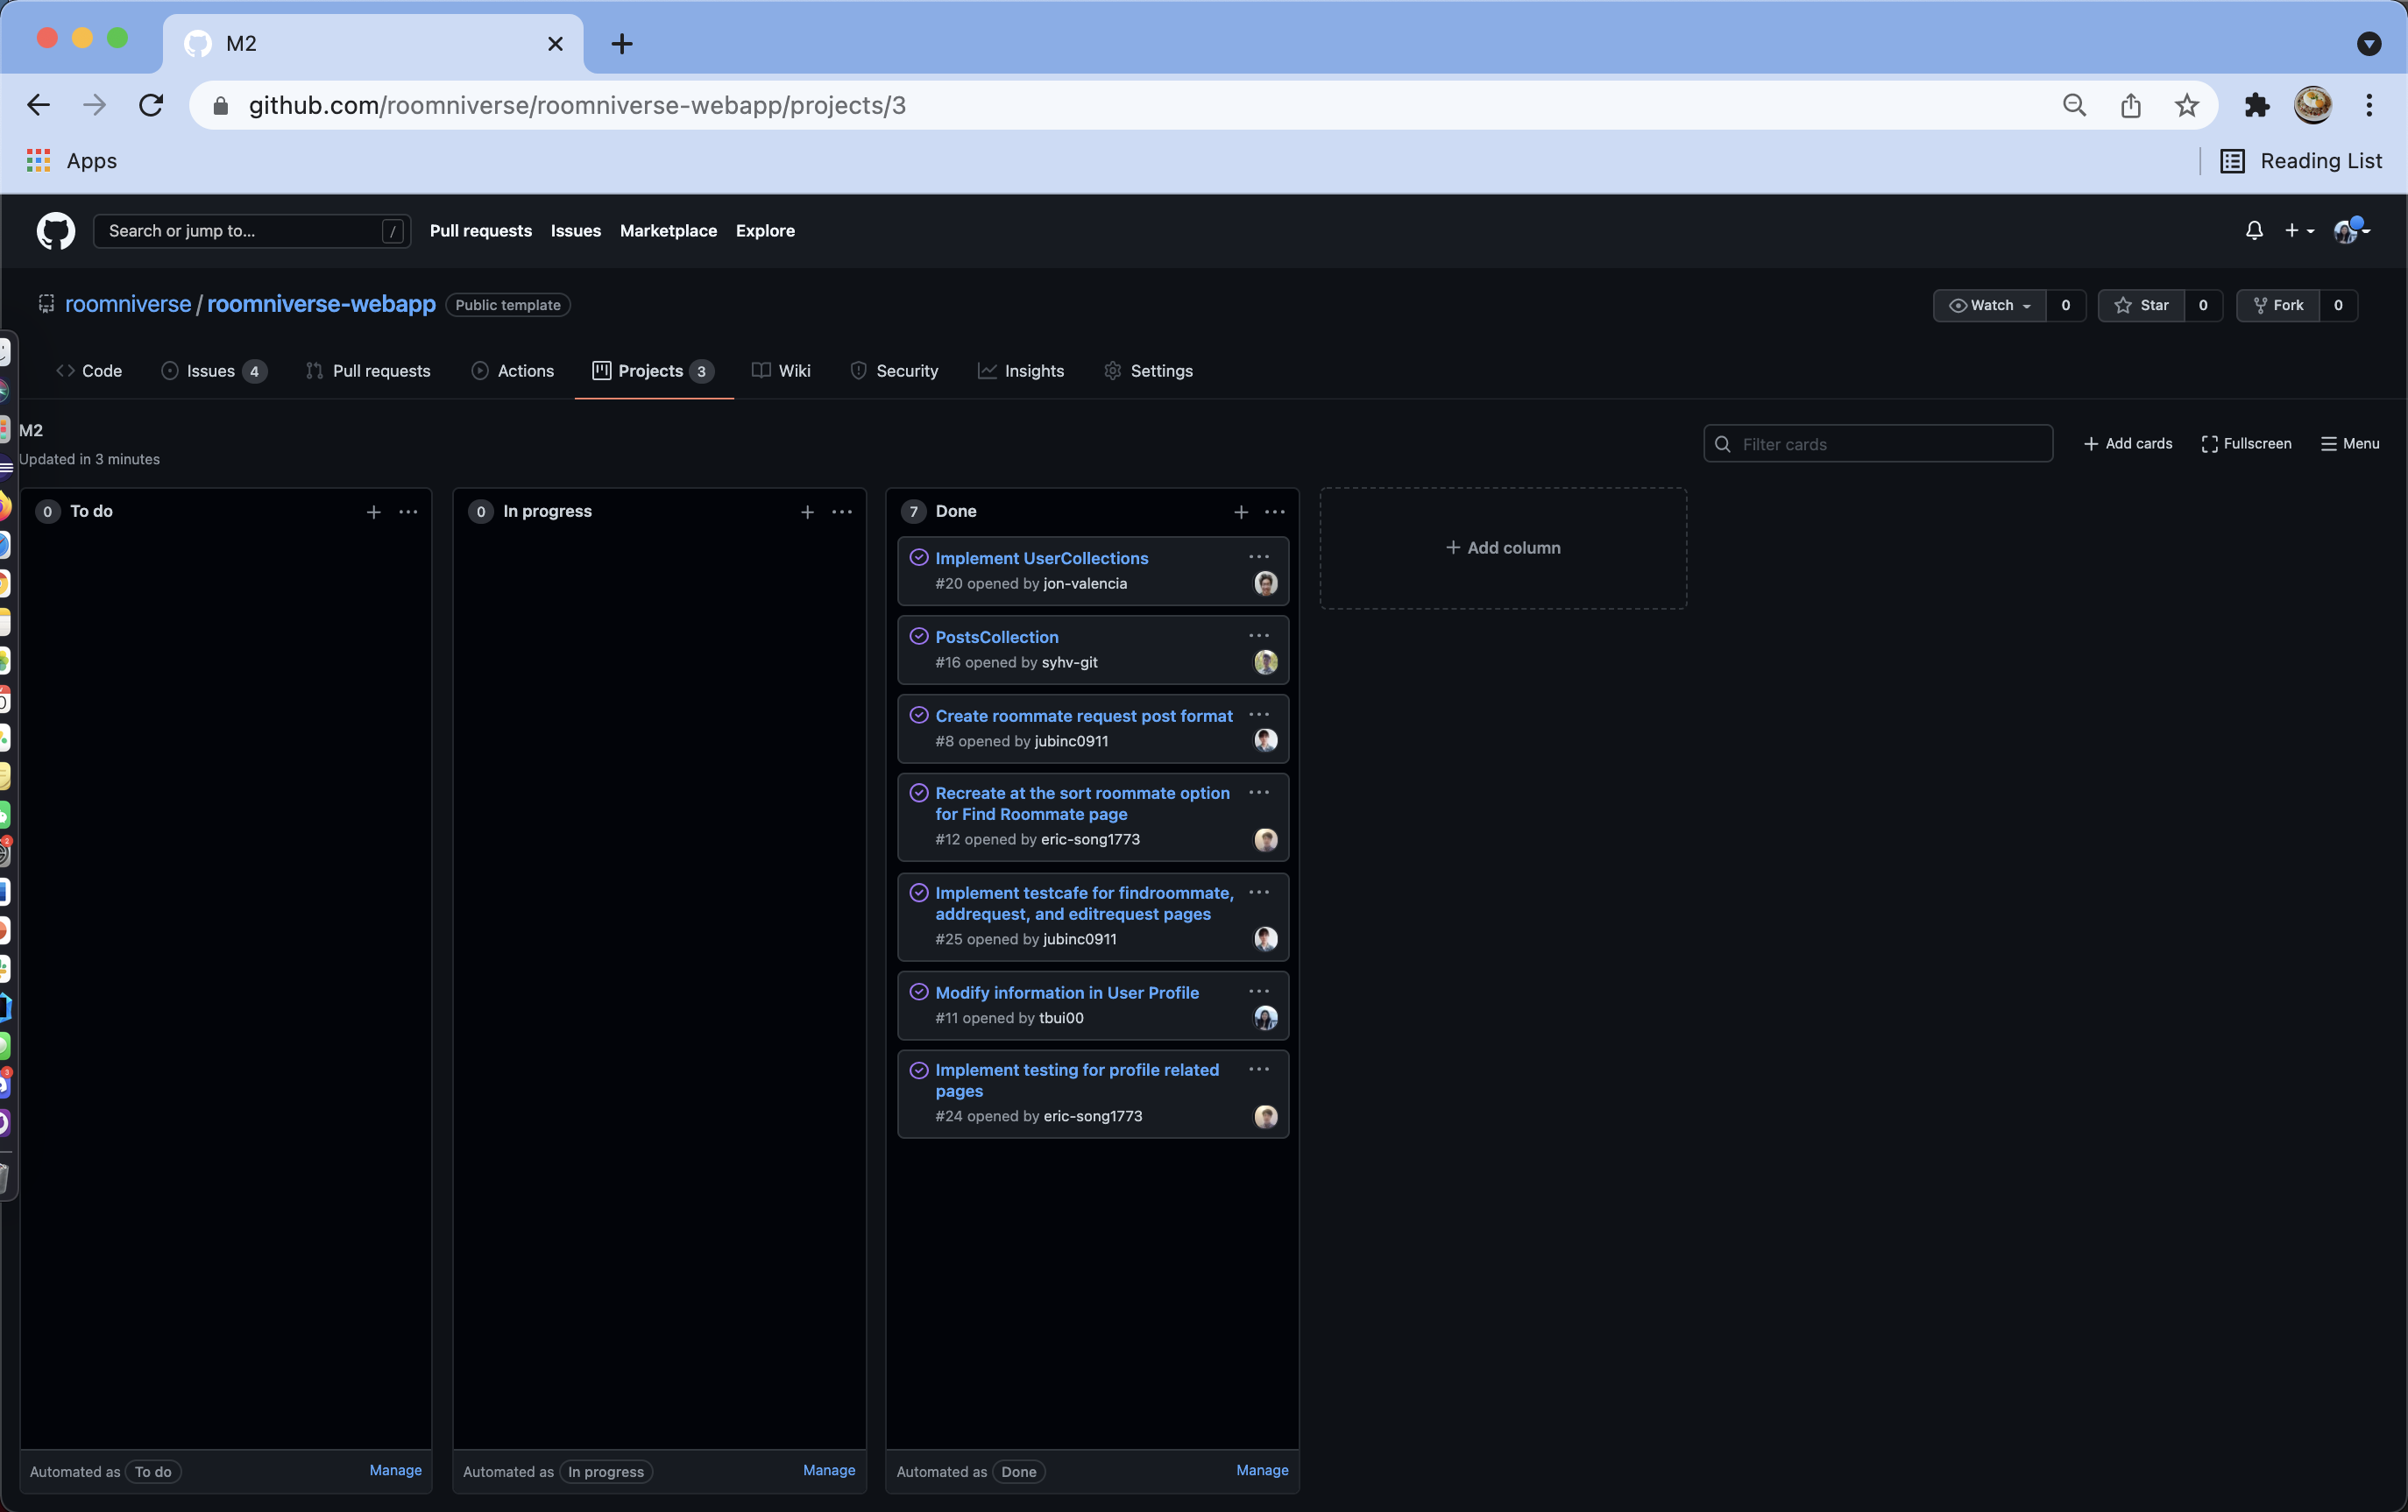 M2
github.com/roomniverse/roomniverse-webapp/projects/3
Apps
Reading List
Search or jump to... /
Pull requests Issues Marketplace Explore
roomniverse / roomniverse-webapp Public template
Watch 0 Star 0 Fork 0
Code Issues 4 Pull requests Actions Projects 3 Wiki Security Insights Settings
M2
Updated in 3 minutes
Filter cards
Add cards Fullscreen Menu
0 To do
0 In progress
7 Done
Implement UserCollections
#20 opened by jon-valencia
PostsCollection
#16 opened by syhv-git
Create roommate request post format
#8 opened by jubinc0911
Recreate at the sort roommate option
for Find Roommate page
#12 opened by eric-song1773
Implement testcafe for findroommate,
addrequest, and editrequest pages
#25 opened by jubinc0911
Modify information in User Profile
#11 opened by tbui00
Implement testing for profile related
pages
#24 opened by eric-song1773
Add column
Automated as To do Manage
Automated as In progress Manage
Automated as Done Manage